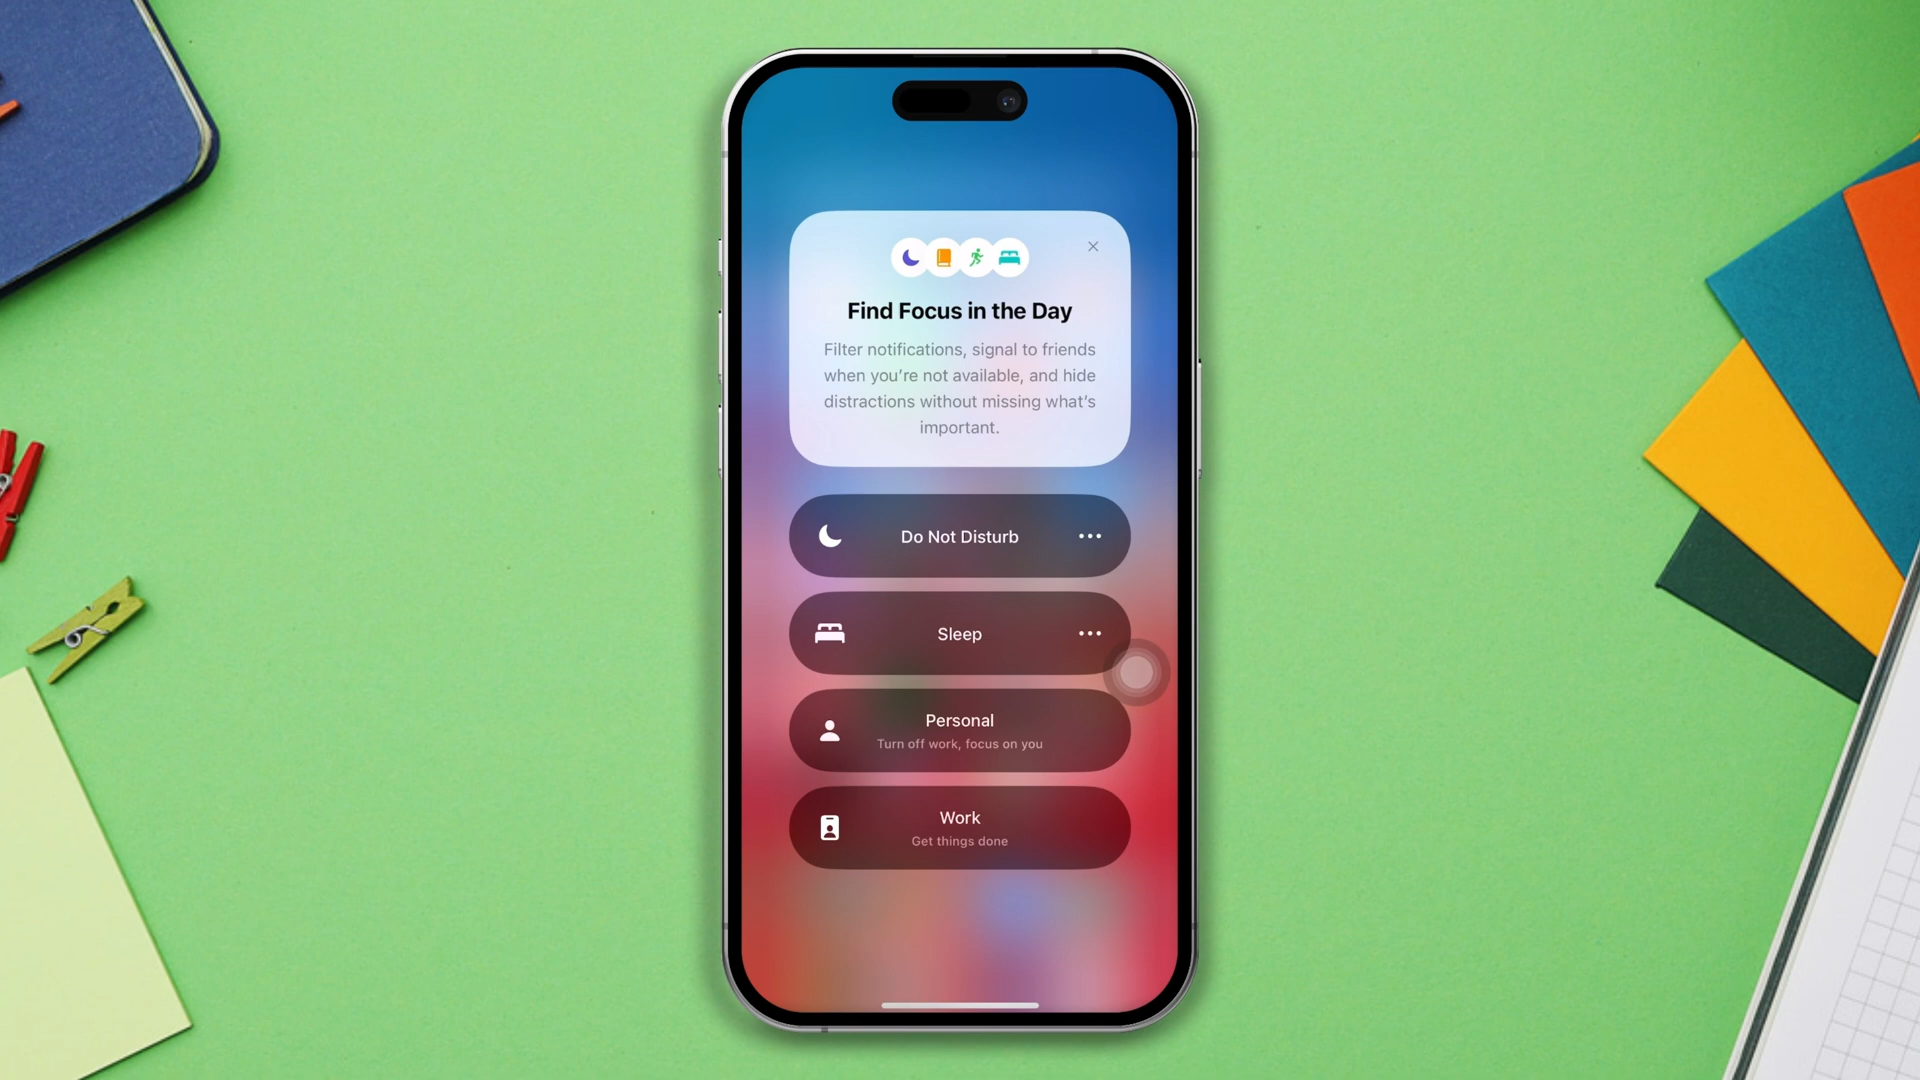 Find Focus in the Day
Filter notifications, signal to friends
when you’re not available, and hide
distractions without missing what’s
important.
Do Not Disturb
Sleep
Personal
Turn off work, focus on you
Work
Get things done